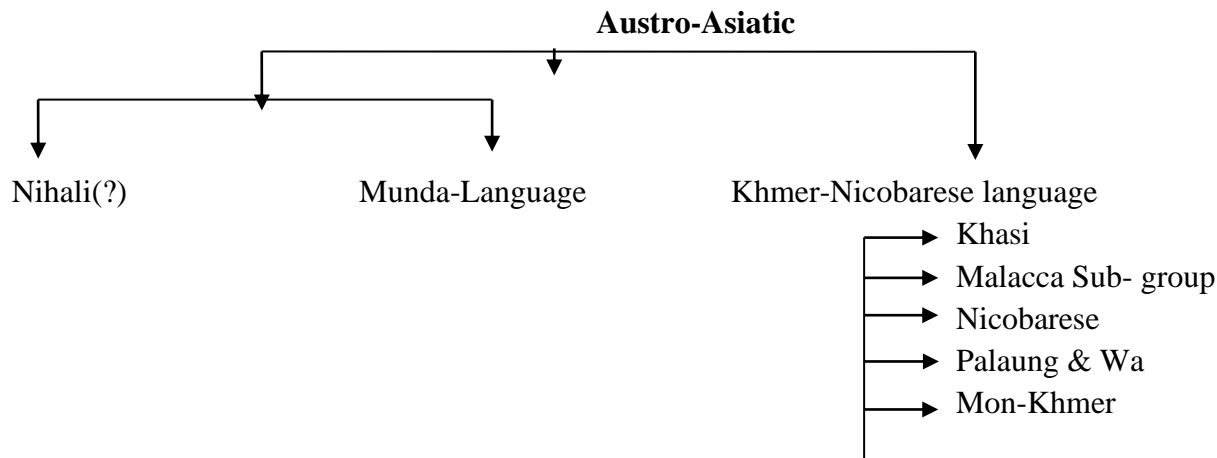 Austro-Asiatic
Nihali(?)
Munda-Language
Khmer-Nicobarese language
Khasi
Malacca Sub- group
Nicobarese
Palaung & Wa
Mon-Khmer